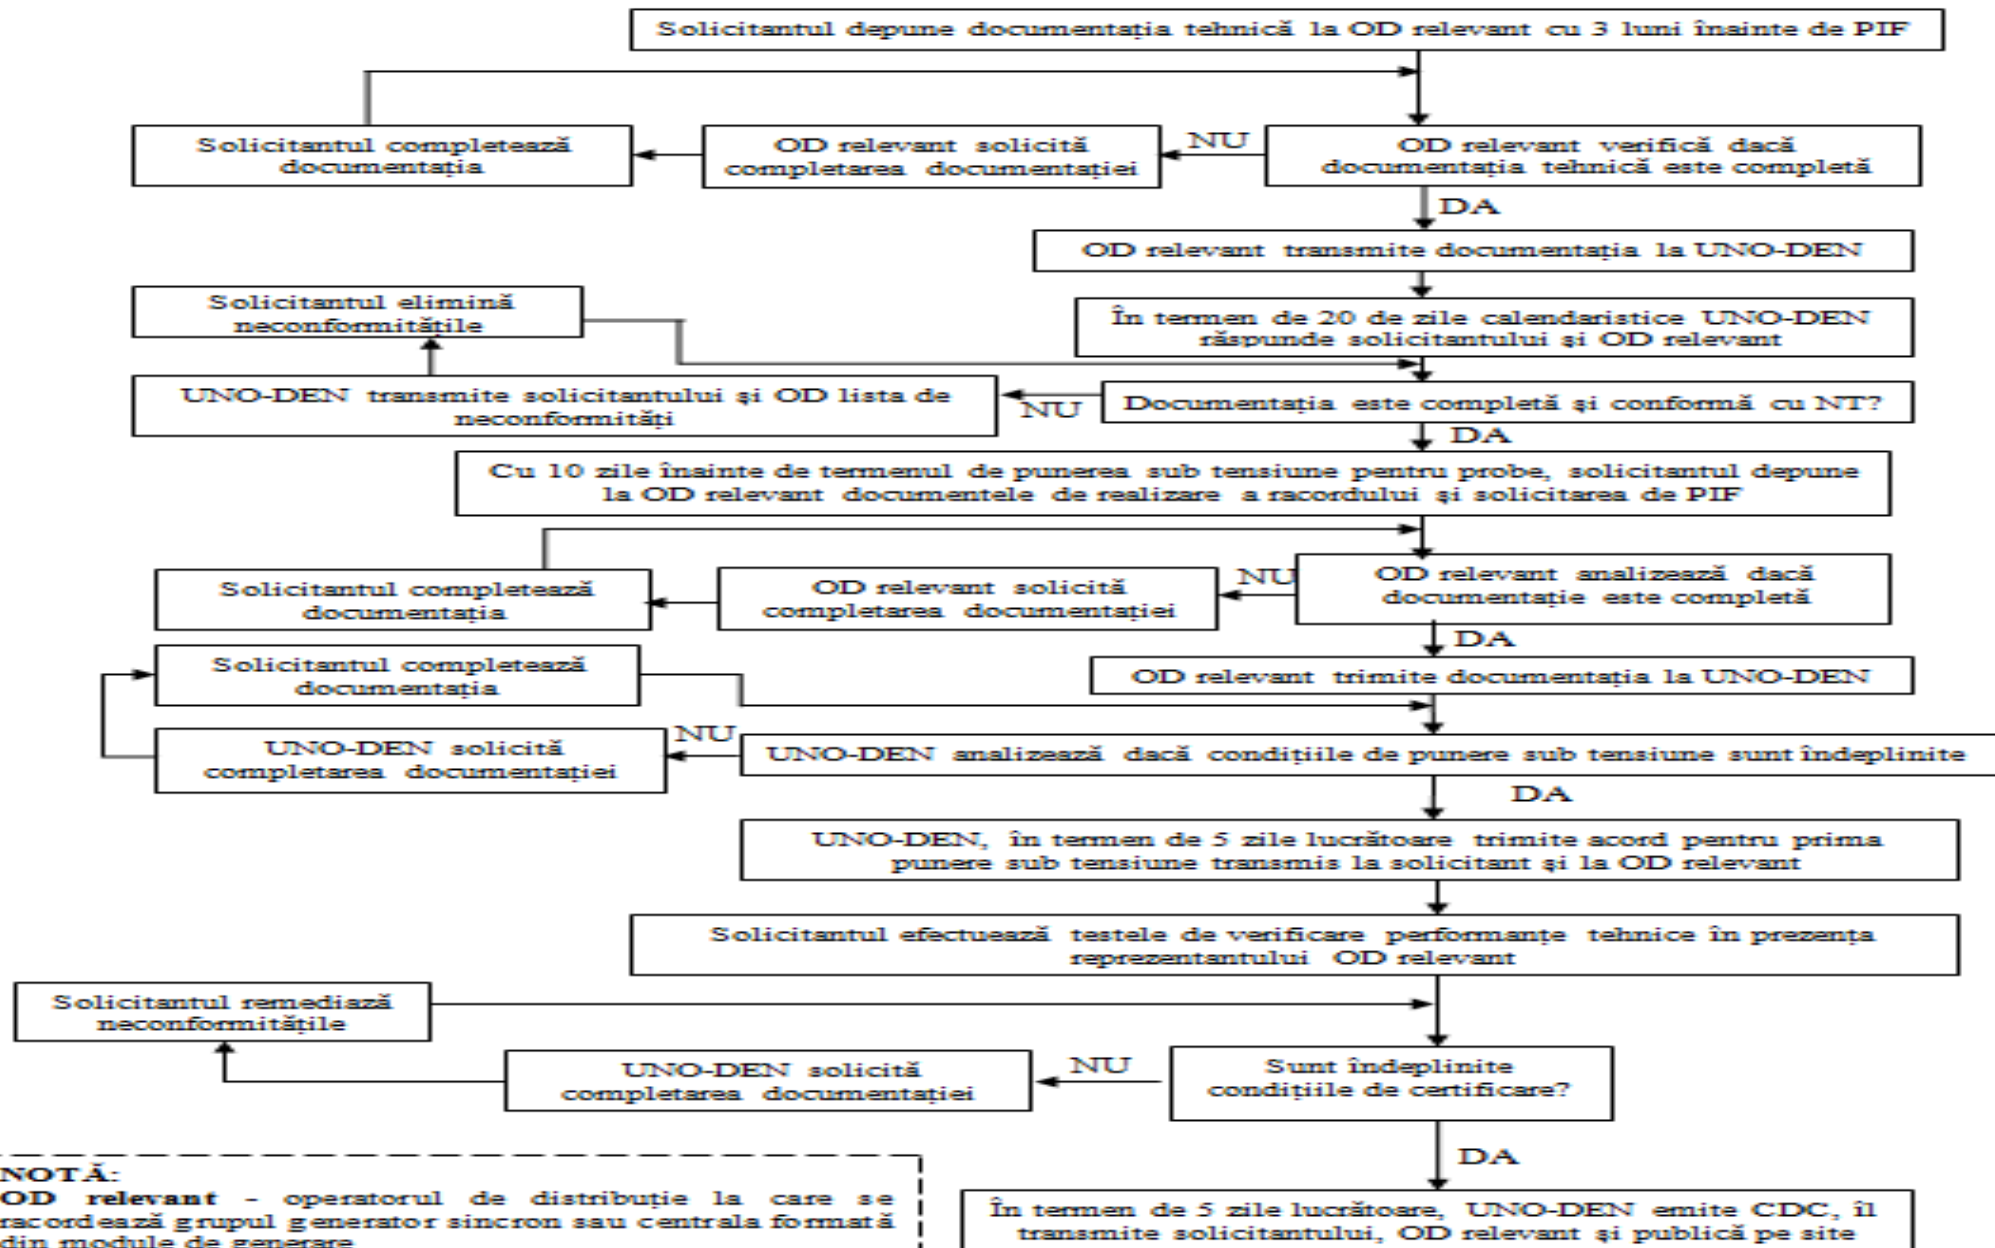 Solicitantul depune documentația tehnică la OD relevant cu 3 luni înainte de PIF
Solicitantul completează
documentația
OD relevant solicită
completarea documentației
NU
OD relevant verifică dacă
documentația tehnică este completă
DA
OD relevant transmite documentația la UNO-DEN
Solicitantul elimină
neconformitățile
În termen de 20 de zile calendaristice UNO-DEN
răspunde solicitantului și OD relevant
UNO-DEN transmite solicitantului și OD lista de
neconformități
NU
Documentația este completă și conformă cu NT?
DA
Cu 10 zile înainte de termenul de punerea sub tensiune pentru probe, solicitantul depune
la OD relevant documentele de realizare a racordului și solicitarea de PIF
Solicitantul completează
documentația
OD relevant solicită
completarea documentației
NU
OD relevant analizează dacă
documentație este completă
DA
Solicitantul completează
documentația
OD relevant trimite documentația la UNO-DEN
UNO-DEN solicită
completarea documentației
NU
UNO-DEN analizează dacă condițiile de punere sub tensiune sunt îndeplinite
DA
UNO-DEN, în termen de 5 zile lucrătoare trimite acord pentru prima
punere sub tensiune transmis la solicitant și la OD relevant
Solicitantul efectuează testele de verificare performanțe tehnice în prezența
reprezentantului OD relevant
Solicitantul remediază
neconformitățile
UNO-DEN solicită
completarea documentației
NU
Sunt îndeplinite
condițiile de certificare?
DA
NOTĂ:
OD relevant - operatorul de distribuție la care se
racordează grupul generator sincron sau centrala formată
din module de generare
În termen de 5 zile lucrătoare, UNO-DEN emite CDC, îl
transmite solicitantului, OD relevant și publică pe site